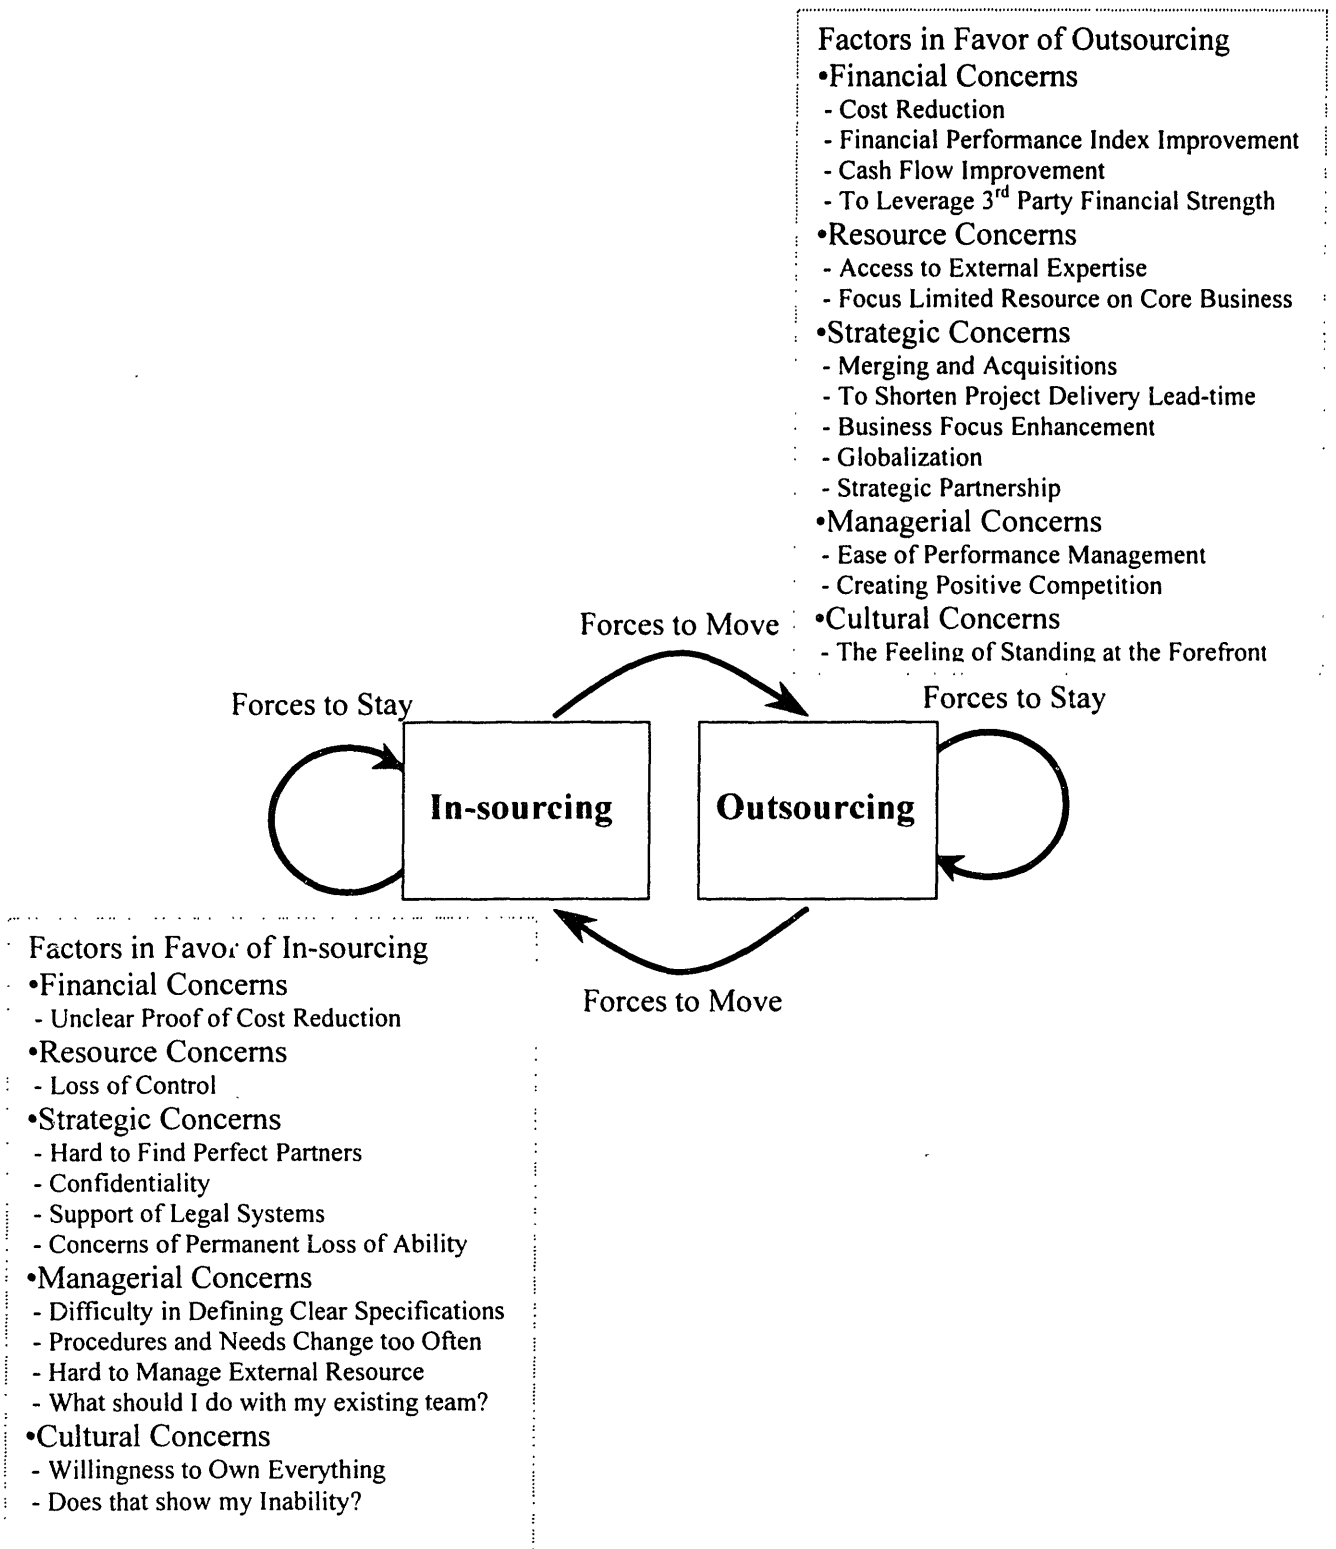 Factors in Favor of Outsourcing
•Financial Concerns
- Cost Reduction
- Financial Performance Index Improvement
- Cash Flow Improvement
- To Leverage 3rd Party Financial Strength
•Resource Concerns
- Access to External Expertise
- Focus Limited Resource on Core Business
•Strategic Concerns
- Merging and Acquisitions
- To Shorten Project Delivery Lead-time
- Business Focus Enhancement
- Globalization
- Strategic Partnership
•Managerial Concerns
- Ease of Performance Management
- Creating Positive Competition
•Cultural Concerns
- The Feeling of Standing at the Forefront
Forces to Move
Forces to Stay
Forces to Stay
In-sourcing
Outsourcing
Forces to Move
Factors in Favor of In-sourcing
•Financial Concerns
- Unclear Proof of Cost Reduction
•Resource Concerns
- Loss of Control
•Strategic Concerns
- Hard to Find Perfect Partners
- Confidentiality
- Support of Legal Systems
- Concerns of Permanent Loss of Ability
•Managerial Concerns
- Difficulty in Defining Clear Specifications
- Procedures and Needs Change too Often
- Hard to Manage External Resource
- What should I do with my existing team?
•Cultural Concerns
- Willingness to Own Everything
- Does that show my Inability?